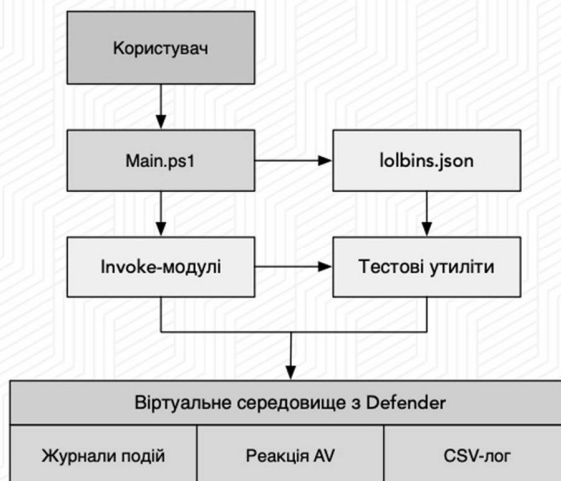 Користувач
Main.ps1
lolbins.json
Invoke-модулі
Тестові утиліти
Віртуальне середовище з Defender
Журнали подій
Реакція AV
CSV-лог